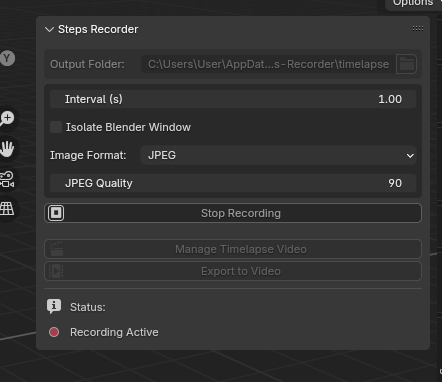 Options
Steps Recorder
Output Folder: C:\Users\User\AppDat...s-Recorder\timelapse
Y
Interval (s) 1.00
Isolate Blender Window
Image Format: JPEG
JPEG Quality 90
Stop Recording
Manage Timelapse Video
Export to Video
Status:
Recording Active